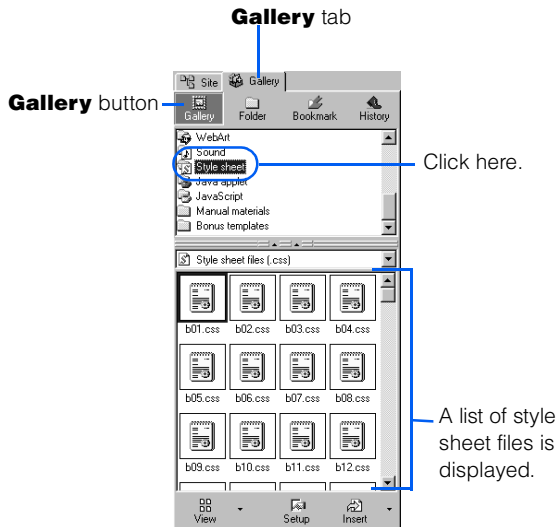 Gallery tab
Site Gallery
Gallery button
Gallery Folder Bookmark History
WebArt
Sound
Style sheet
Click here.
Java applet
JavaScript
Manual materials
Bonus templates
Style sheet files (.css)
b01.css b02.css b03.css b04.css
b05.css b06.css b07.css b08.css
b09.css b10.css b11.css b12.css
A list of style
sheet files is
displayed.
View Setup Insert